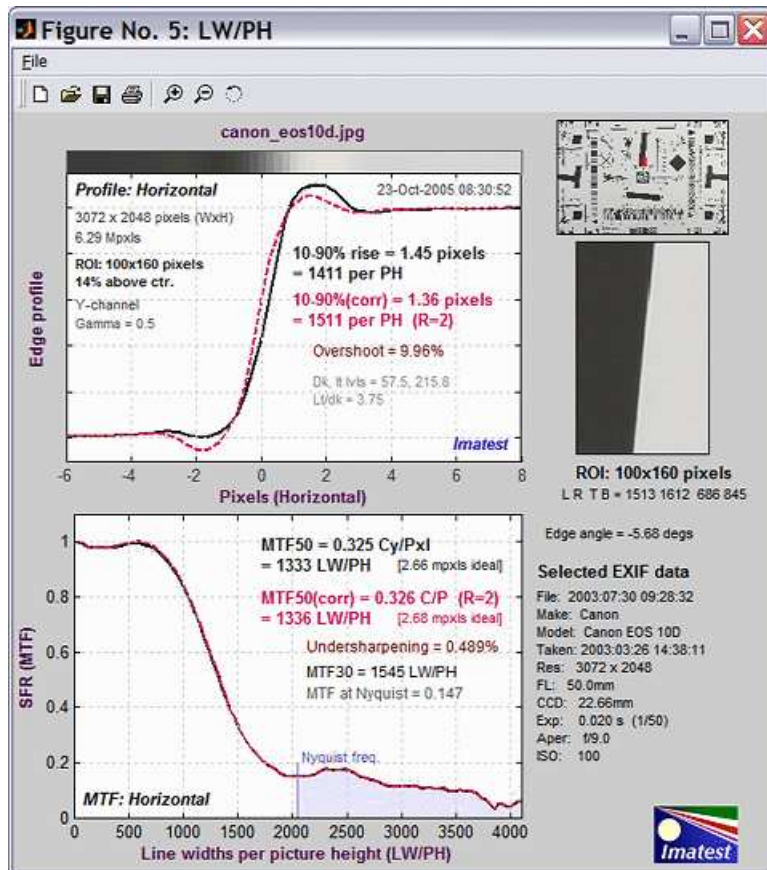 Figure No. 5: LW/PH
File
canon_eos10d.jpg
Profile: Horizontal
23-Oct-2005 08:30:52
3072 x 2048 pixels (WxH)
6.29 Mpxls
ROI: 100x160 pixels
14% above ctr.
Y-channel
Gamma = 0.5
10-90% rise = 1.45 pixels
= 1411 per PH
10-90%(corr) = 1.36 pixels
= 1511 per PH (R=2)
Overshoot = 9.96%
Dk, lt lvls = 57.5, 215.8
Lt/dk = 3.75
Imatest
Edge profile
-6 -4 -2 0 2 4 6 8
Pixels (Horizontal)
ROI: 100x160 pixels
L R T B = 1513 1612 686 845
Edge angle = -5.68 degs
MTF50 = 0.325 Cy/Pxl
= 1333 LW/PH [2.66 mpxls ideal]
MTF50(corr) = 0.326 C/P (R=2)
= 1336 LW/PH [2.68 mpxls ideal]
Undersharpening = 0.489%
MTF30 = 1545 LW/PH
MTF at Nyquist = 0.147
Nyquist freq.
MTF: Horizontal
SFR (MTF)
1
0.8
0.6
0.4
0.2
0
0 500 1000 1500 2000 2500 3000 3500 4000
Line widths per picture height (LW/PH)
Selected EXIF data
File: 2003:07:30 09:28:32
Make: Canon
Model: Canon EOS 10D
Taken: 2003:03:26 14:38:11
Res: 3072 x 2048
FL: 50.0mm
CCD: 22.66mm
Exp: 0.020 s (1/50)
Aper: f/9.0
ISO: 100
Imatest